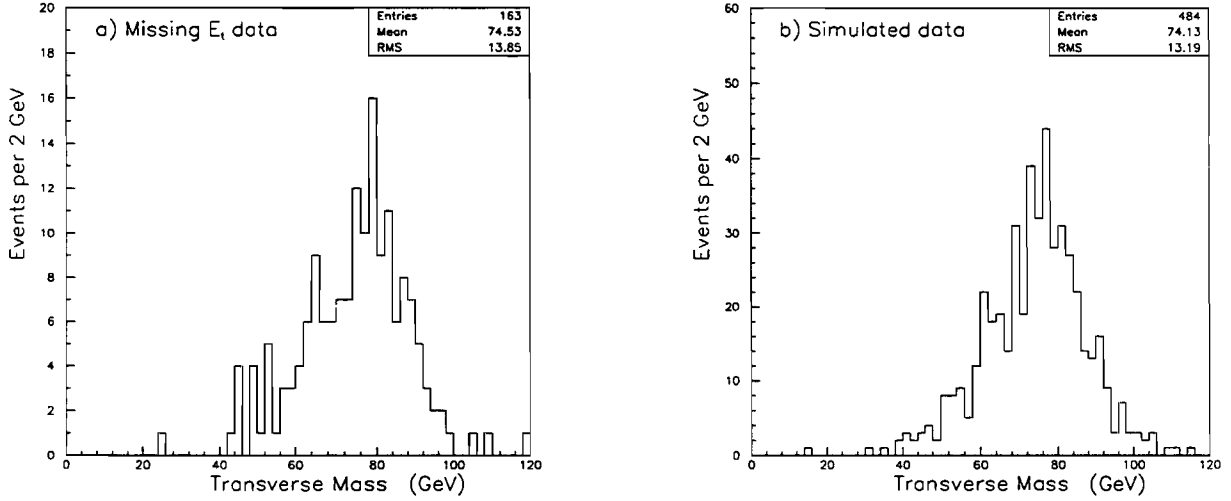 a) Missing Eₜ data
Entries 163
Mean 74.53
RMS 13.85
Events per 2 GeV
20
18
16
14
12
10
8
6
4
2
0
0 20 40 60 80 100 120
Transverse Mass (GeV)
b) Simulated data
Entries 484
Mean 74.13
RMS 13.19
Events per 2 GeV
60
50
40
30
20
10
0
0 20 40 60 80 100 120
Transverse Mass (GeV)